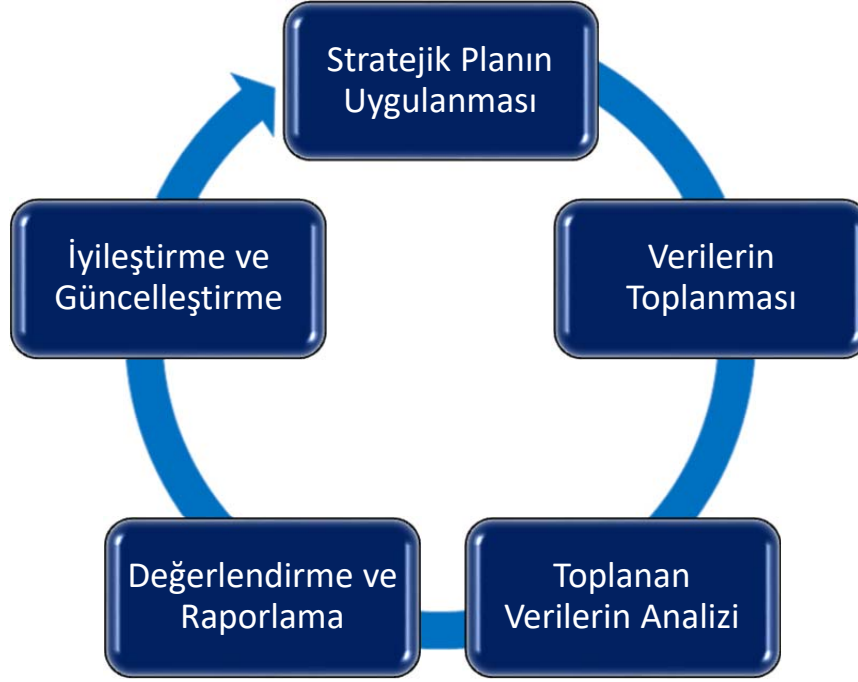 Stratejik Planın
Uygulanması
Verilerin
Toplanması
Toplanan
Verilerin Analizi
Değerlendirme ve
Raporlama
İyileştirme ve
Güncelleştirme